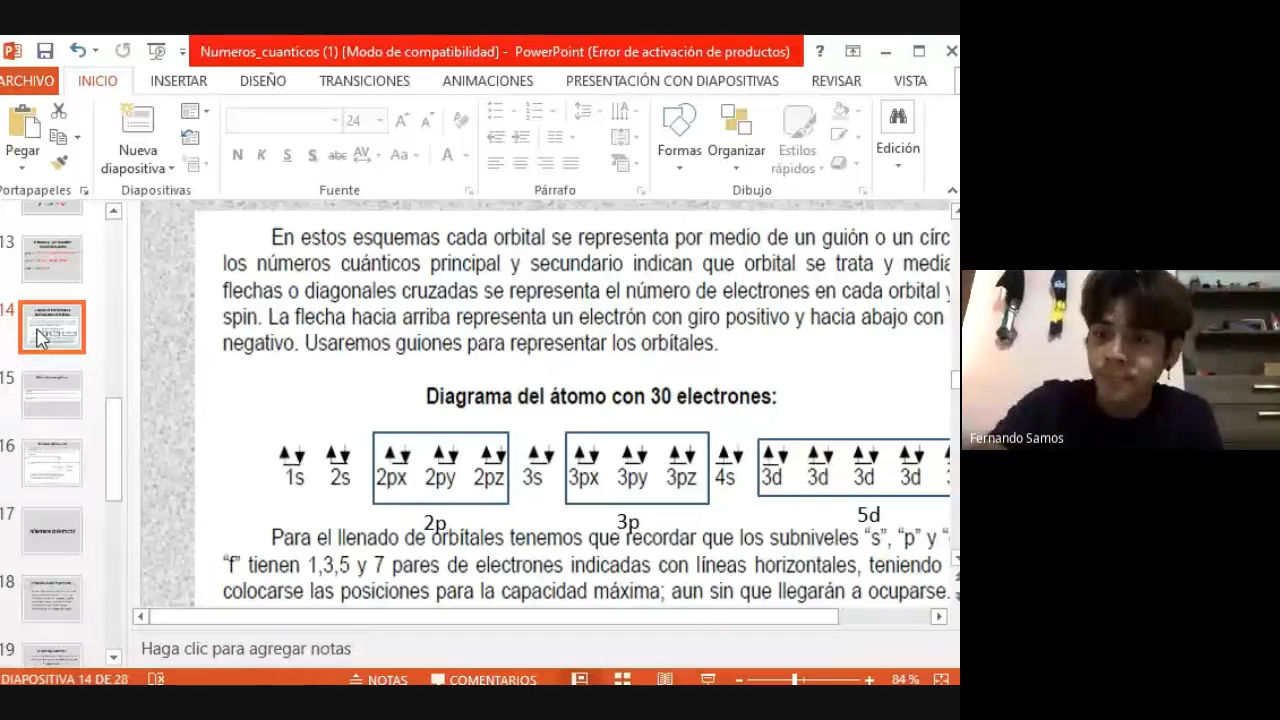 Numeros_cuanticos (1) [Modo de compatibilidad] - PowerPoint (Error de activación de productos)
ARCHIVO INICIO INSERTAR DISEÑO TRANSICIONES ANIMACIONES PRESENTACIÓN CON DIAPOSITIVAS REVISAR VISTA
24
Pegar
Nueva
diapositiva
N K S S abc AV Aa A
Formas Organizar Estilos
rápidos
Edición
Portapapeles Diapositivas Fuente Párrafo Dibujo
13
14
15
16
17
NÚMEROS CUÁNTICOS
18
19
En estos esquemas cada orbital se representa por medio de un guión o un círc
los números cuánticos principal y secundario indican que orbital se trata y media
flechas o diagonales cruzadas se representa el número de electrones en cada orbital y
spin. La flecha hacia arriba representa un electrón con giro positivo y hacia abajo con
negativo. Usaremos guiones para representar los orbítales.
Diagrama del átomo con 30 electrones:
1s 2s 2px 2py 2pz 3s 3px 3py 3pz 4s 3d 3d 3d 3d 3
2p 3p 5d
Para el llenado de orbítales tenemos que recordar que los subniveles “s”, “p” y “
“f” tienen 1,3,5 y 7 pares de electrones indicadas con líneas horizontales, teniendo
colocarse las posiciones para la capacidad máxima; aun sin que llegarán a ocuparse.
Haga clic para agregar notas
DIAPOSITIVA 14 DE 28 NOTAS COMENTARIOS 84 %
Fernando Samos